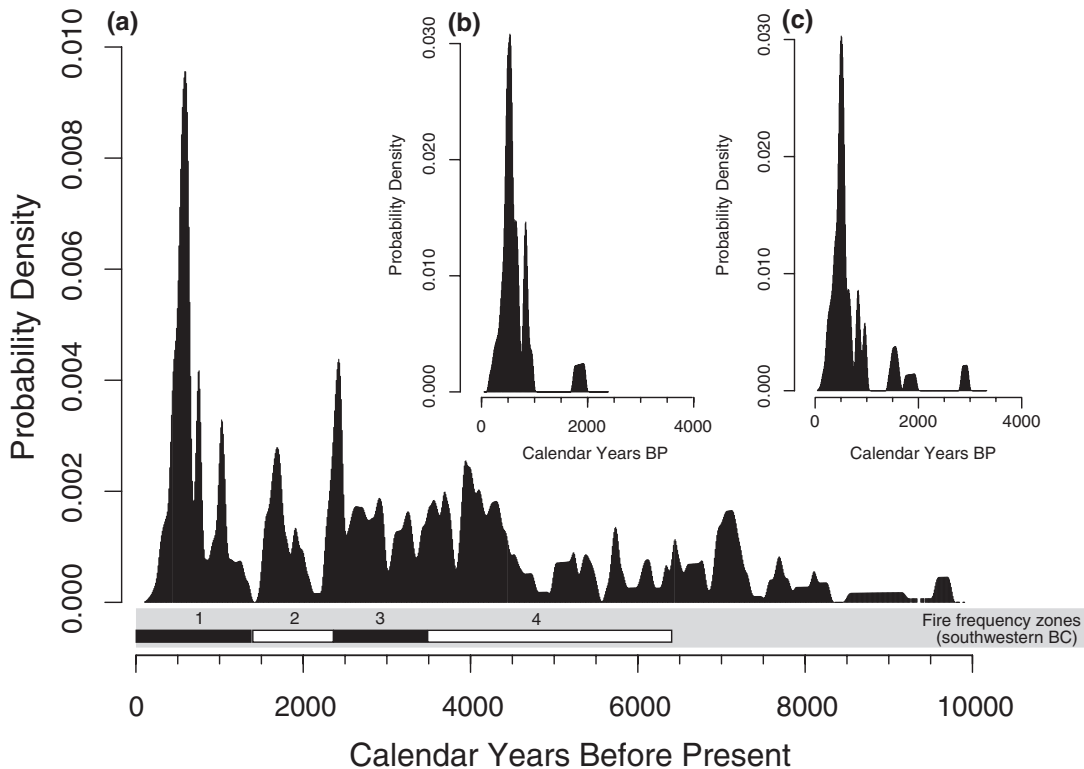 (a)
Probability Density
0.010
0.008
0.006
0.004
0.002
0.000
(b)
Probability Density
0.030
0.020
0.010
0.000
0 2000 4000
Calendar Years BP
(c)
Probability Density
0.030
0.020
0.010
0.000
0 2000 4000
Calendar Years BP
1 2 3 4
Fire frequency zones
(southwestern BC)
0 2000 4000 6000 8000 10000
Calendar Years Before Present